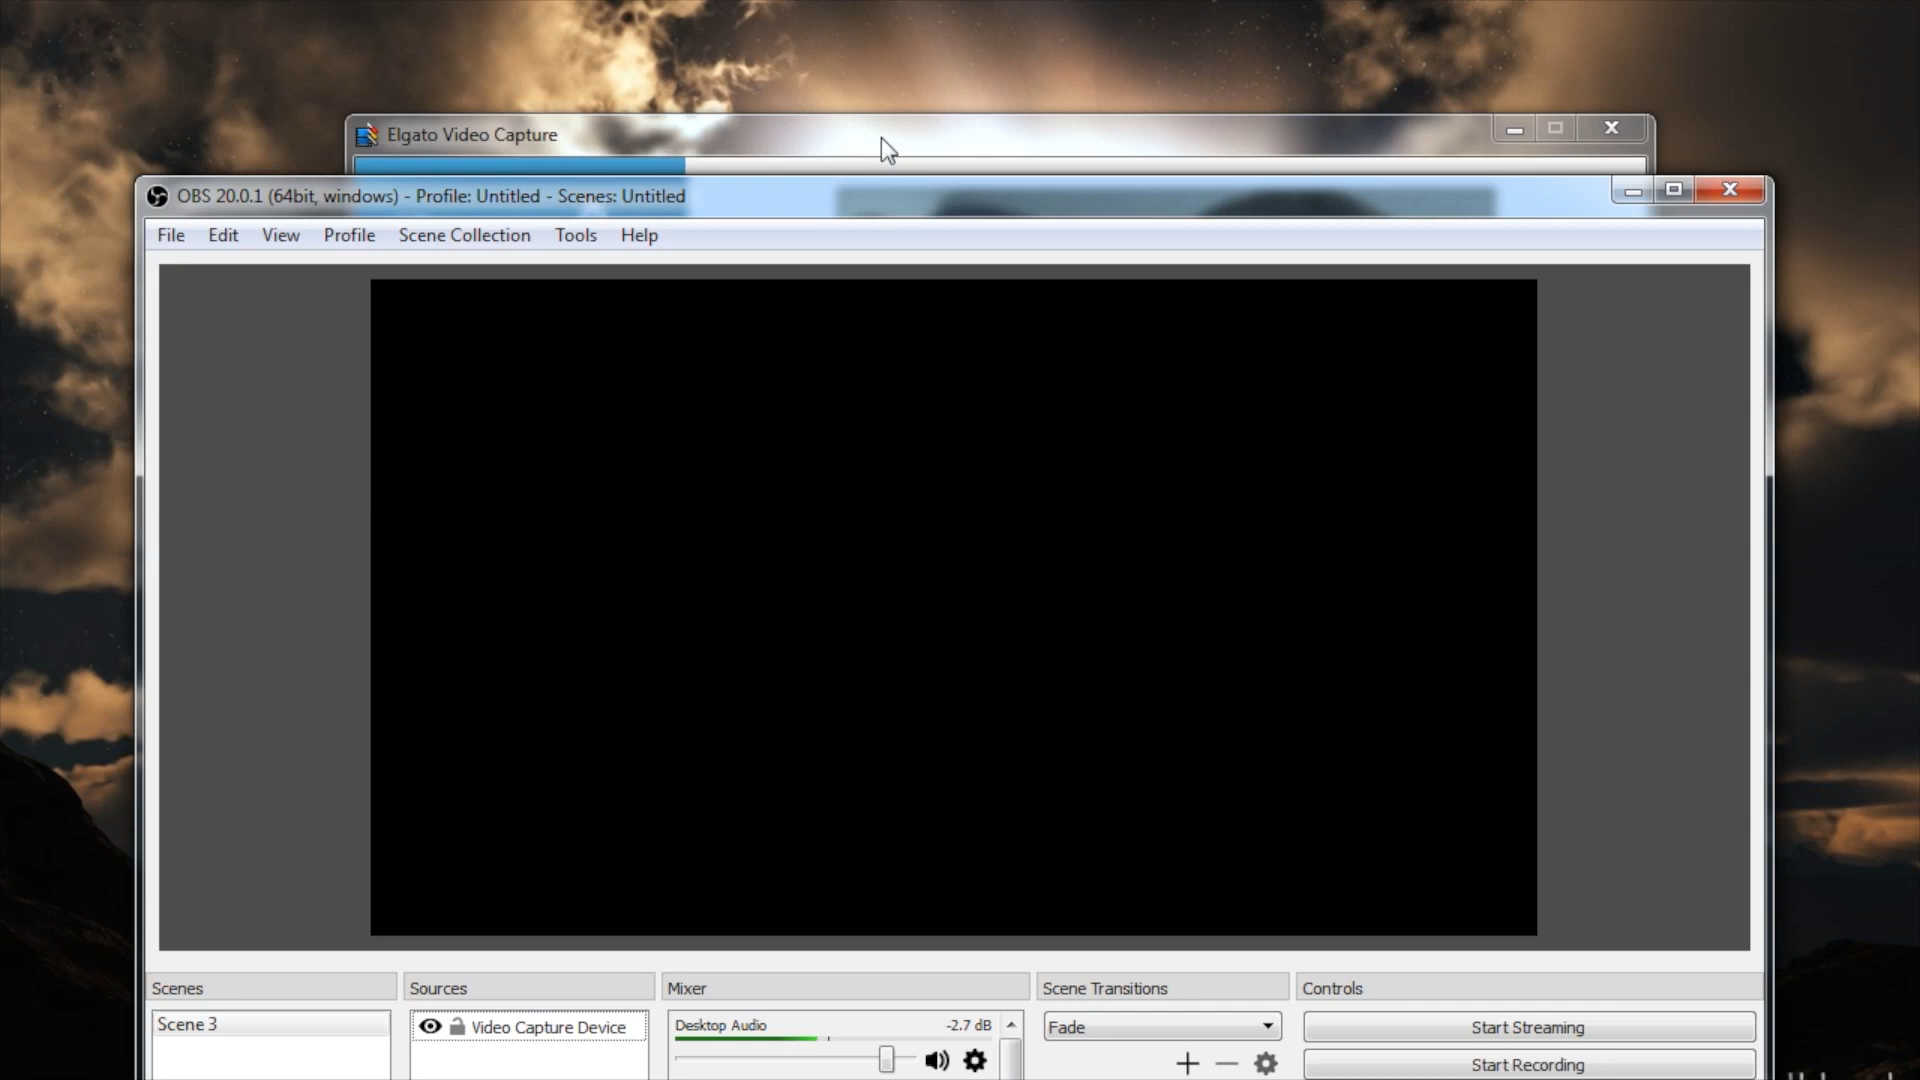 Elgato Video Capture
OBS 20.0.1 (64bit, windows) - Profile: Untitled - Scenes: Untitled
File Edit View Profile Scene Collection Tools Help
Scenes Sources Mixer Scene Transitions Controls
Scene 3 Video Capture Device Desktop Audio -2.7 dB Fade Start Streaming
Start Recording